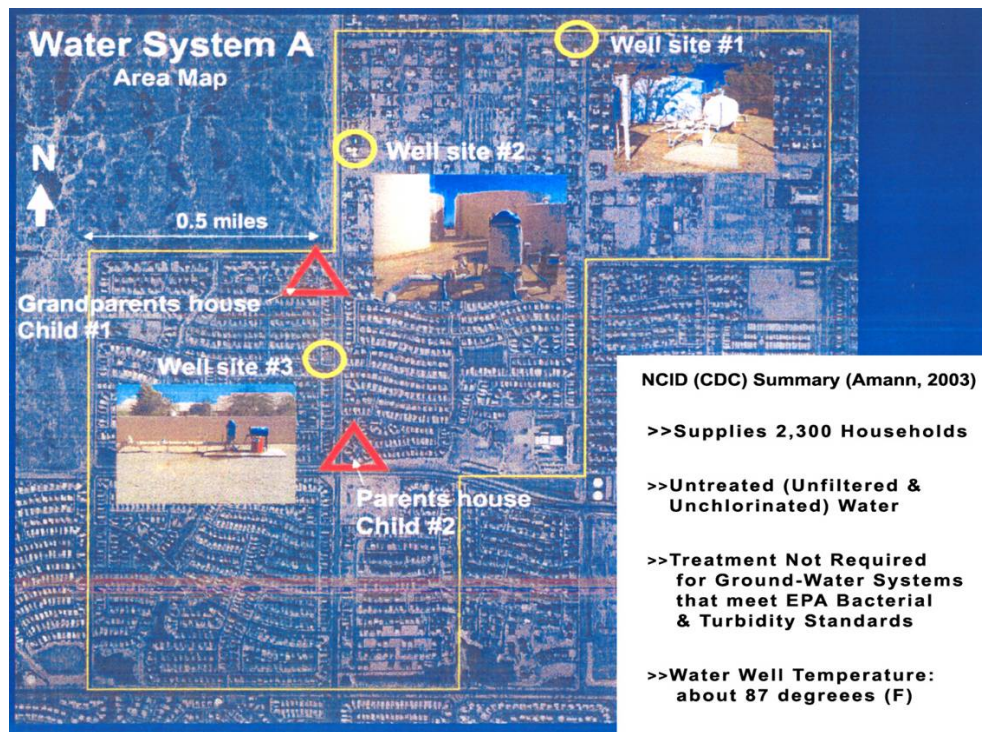 Water System A
Area Map
Well site #1
Well site #2
N
0.5 miles
Grandparents house
Child #1
Well site #3
Parents house
Child #2
NCID (CDC) Summary (Amann, 2003)
>>Supplies 2,300 Households
>>Untreated (Unfiltered &
Unchlorinated) Water
>>Treatment Not Required
for Ground-Water Systems
that meet EPA Bacterial
& Turbidity Standards
>>Water Well Temperature:
about 87 degreees (F)